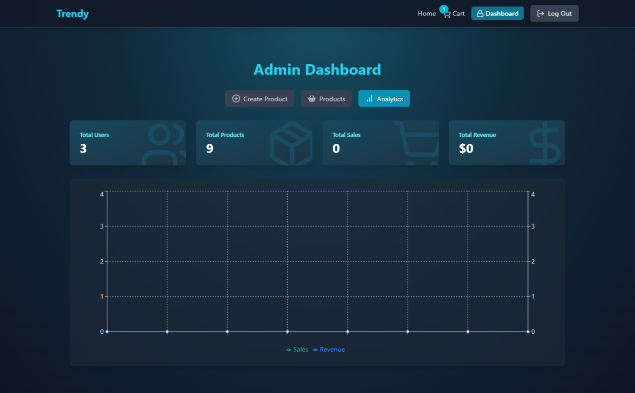 Trendy
Home 3 Cart Dashboard Log Out
Admin Dashboard
Create Product Products Analytics
Total Users Total Products Total Sales Total Revenue
3 9 0 $0
4 4
3 3
2 2
1 1
0 0
Sales Revenue